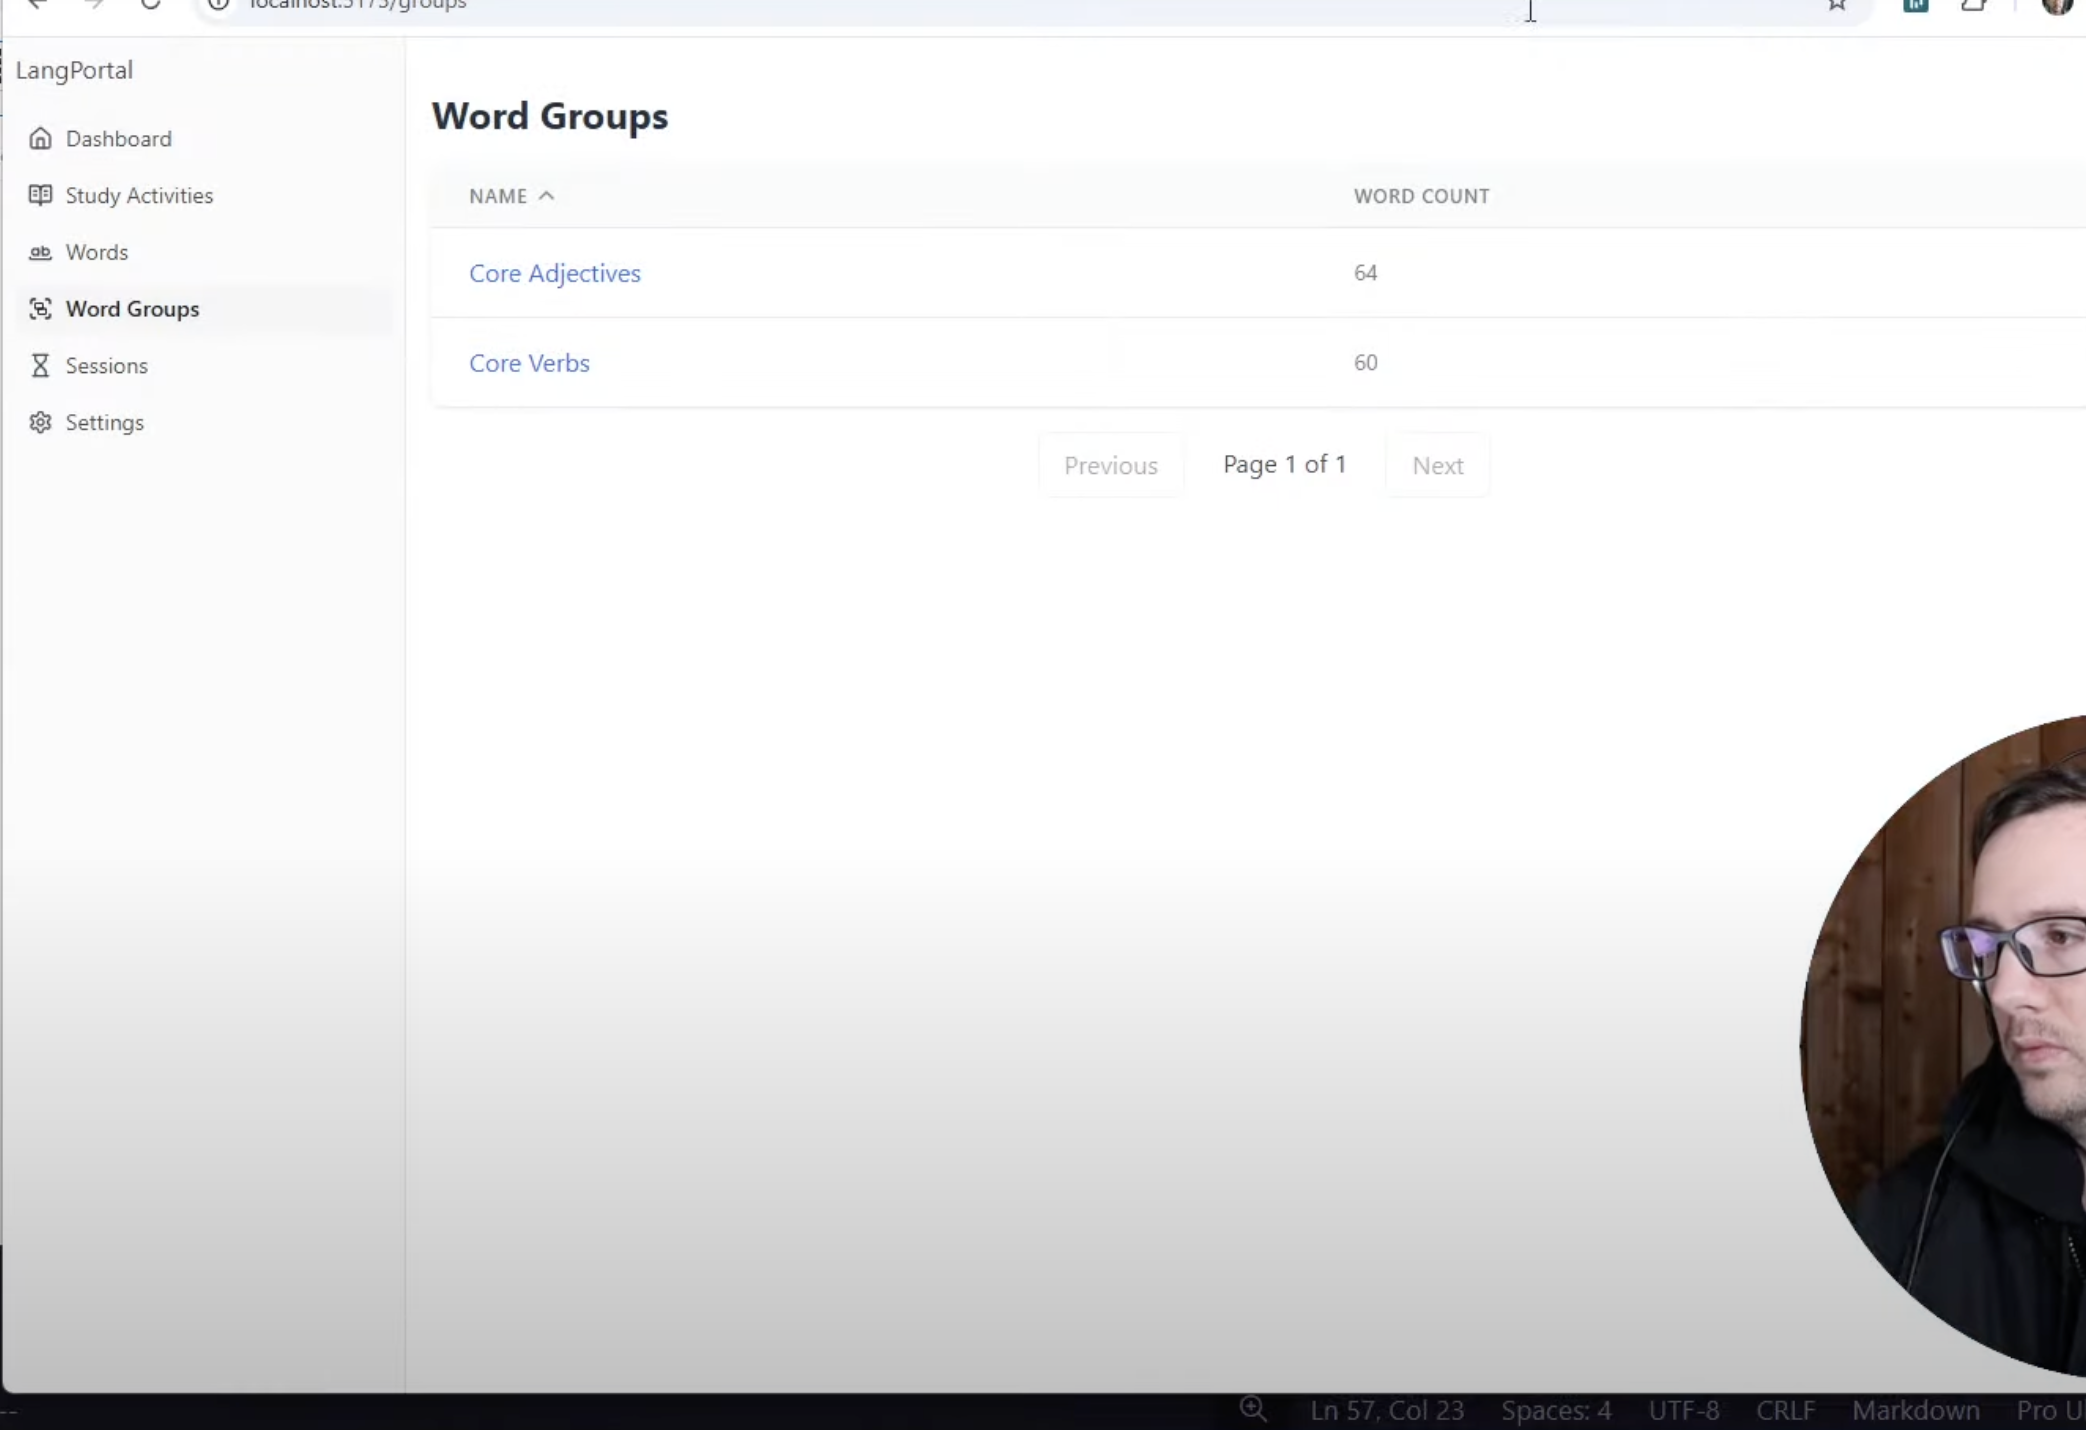 localhost:5173/groups
LangPortal
Dashboard
Study Activities
Words
Word Groups
Sessions
Settings
Word Groups
NAME WORD COUNT
Core Adjectives 64
Core Verbs 60
Previous Page 1 of 1 Next
Ln 57, Col 23 Spaces: 4 UTF-8 CRLF Markdown Pro